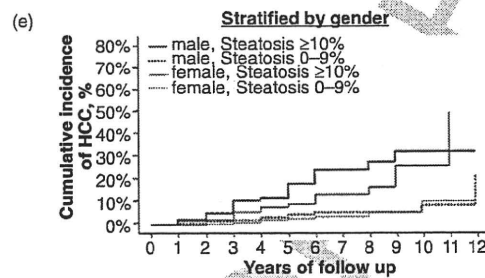 (e)
Stratified by gender
male, Steatosis ≥10%
male, Steatosis 0–9%
female, Steatosis ≥10%
female, Steatosis 0–9%
Cumulative incidence
of HCC, %
80%
70%
60%
50%
40%
30%
20%
10%
0%
0 1 2 3 4 5 6 7 8 9 10 11 12
Years of follow up